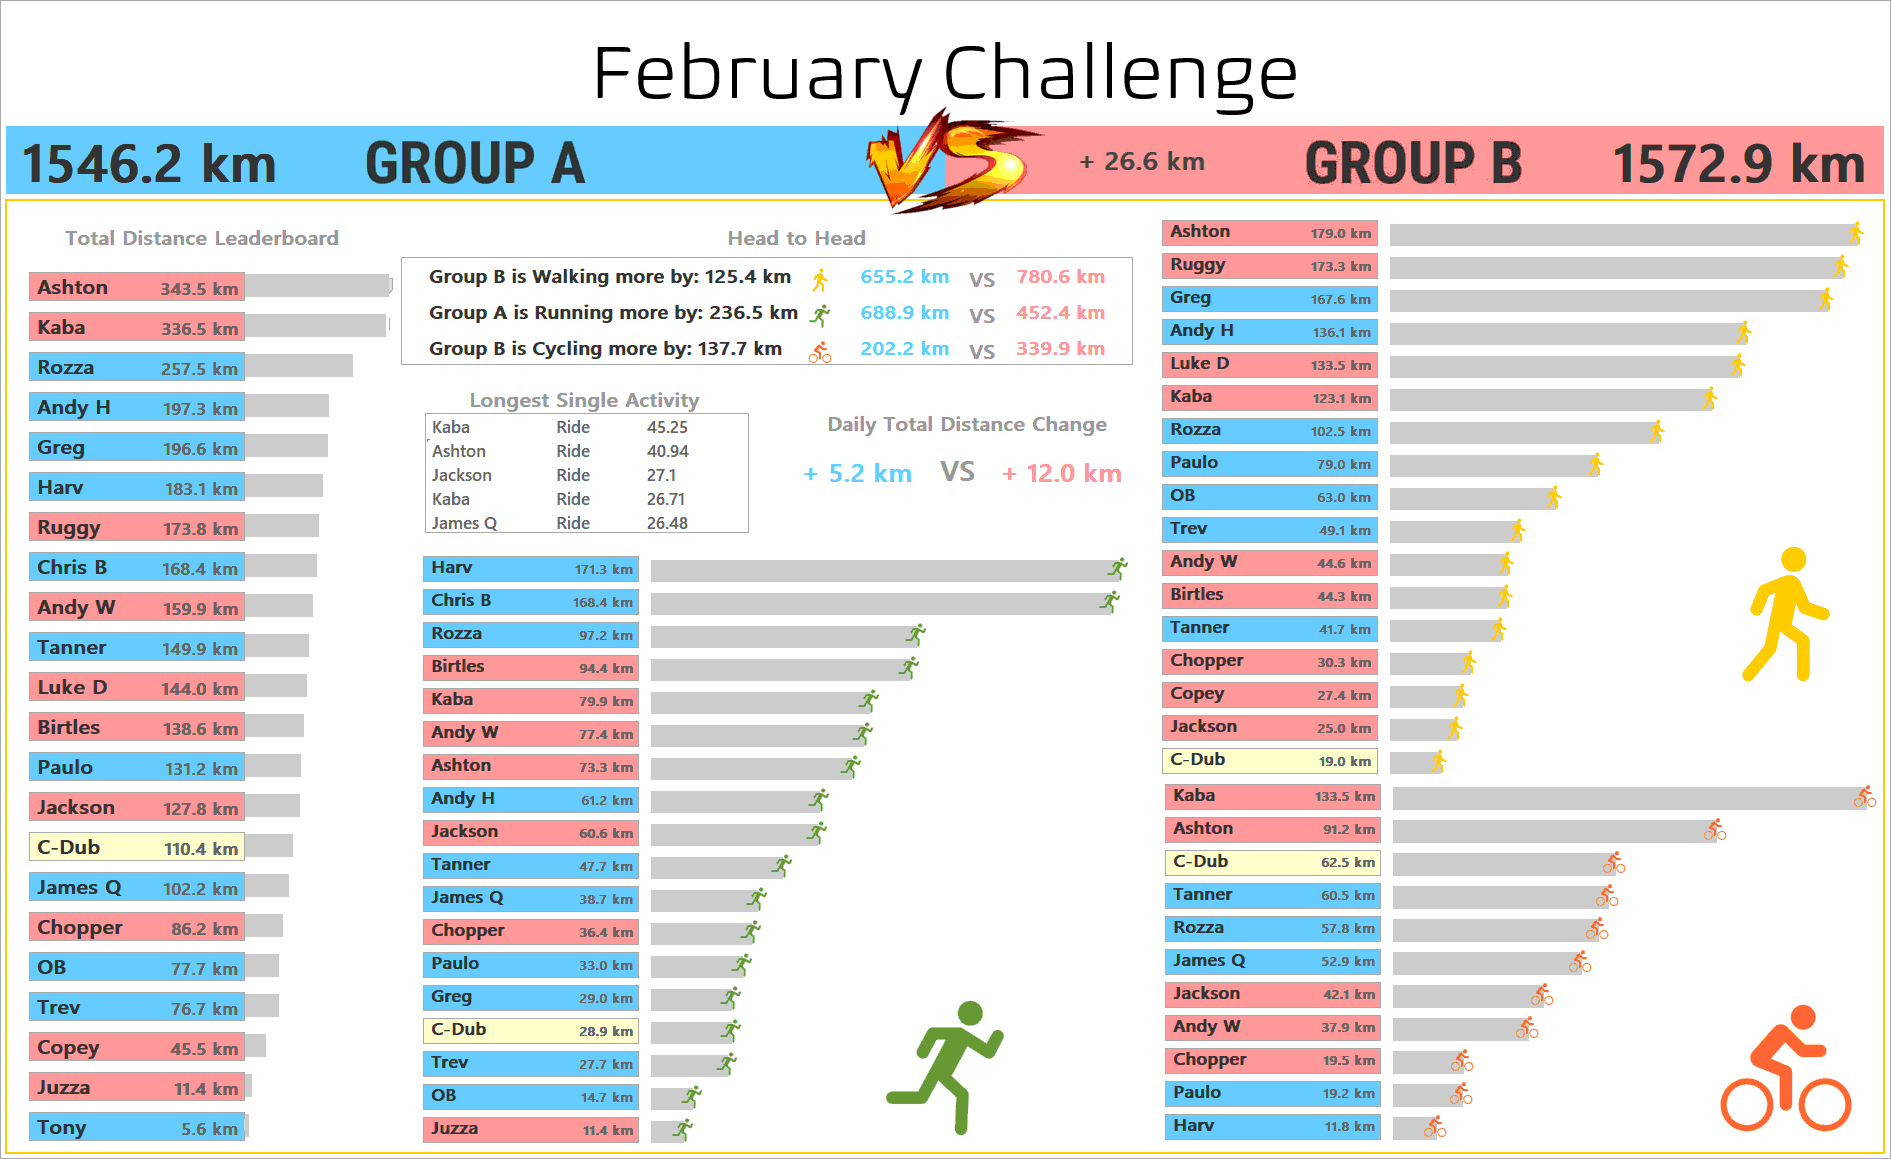 February Challenge
1546.2 km GROUP A VS + 26.6 km GROUP B 1572.9 km
Total Distance Leaderboard
Ashton 343.5 km
Kaba 336.5 km
Rozza 257.5 km
Andy H 197.3 km
Greg 196.6 km
Harv 183.1 km
Ruggy 173.8 km
Chris B 168.4 km
Andy W 159.9 km
Tanner 149.9 km
Luke D 144.0 km
Birtles 138.6 km
Paulo 131.2 km
Jackson 127.8 km
C-Dub 110.4 km
James Q 102.2 km
Chopper 86.2 km
OB 77.7 km
Trev 76.7 km
Copey 45.5 km
Juzza 11.4 km
Tony 5.6 km
Head to Head
Group B is Walking more by: 125.4 km 655.2 km VS 780.6 km
Group A is Running more by: 236.5 km 688.9 km VS 452.4 km
Group B is Cycling more by: 137.7 km 202.2 km VS 339.9 km
Longest Single Activity
Kaba Ride 45.25
Ashton Ride 40.94
Jackson Ride 27.1
Kaba Ride 26.71
James Q Ride 26.48
Daily Total Distance Change
+ 5.2 km VS + 12.0 km
Harv 171.3 km
Chris B 168.4 km
Rozza 97.2 km
Birtles 94.4 km
Kaba 79.9 km
Andy W 77.4 km
Ashton 73.3 km
Andy H 61.2 km
Jackson 60.6 km
Tanner 47.7 km
James Q 38.7 km
Chopper 36.4 km
Paulo 33.0 km
Greg 29.0 km
C-Dub 28.9 km
Trev 27.7 km
OB 14.7 km
Juzza 11.4 km
Ashton 179.0 km
Ruggy 173.3 km
Greg 167.6 km
Andy H 136.1 km
Luke D 133.5 km
Kaba 123.1 km
Rozza 102.5 km
Paulo 79.0 km
OB 63.0 km
Trev 49.1 km
Andy W 44.6 km
Birtles 44.3 km
Tanner 41.7 km
Chopper 30.3 km
Copey 27.4 km
Jackson 25.0 km
C-Dub 19.0 km
Kaba 133.5 km
Ashton 91.2 km
C-Dub 62.5 km
Tanner 60.5 km
Rozza 57.8 km
James Q 52.9 km
Jackson 42.1 km
Andy W 37.9 km
Chopper 19.5 km
Paulo 19.2 km
Harv 11.8 km